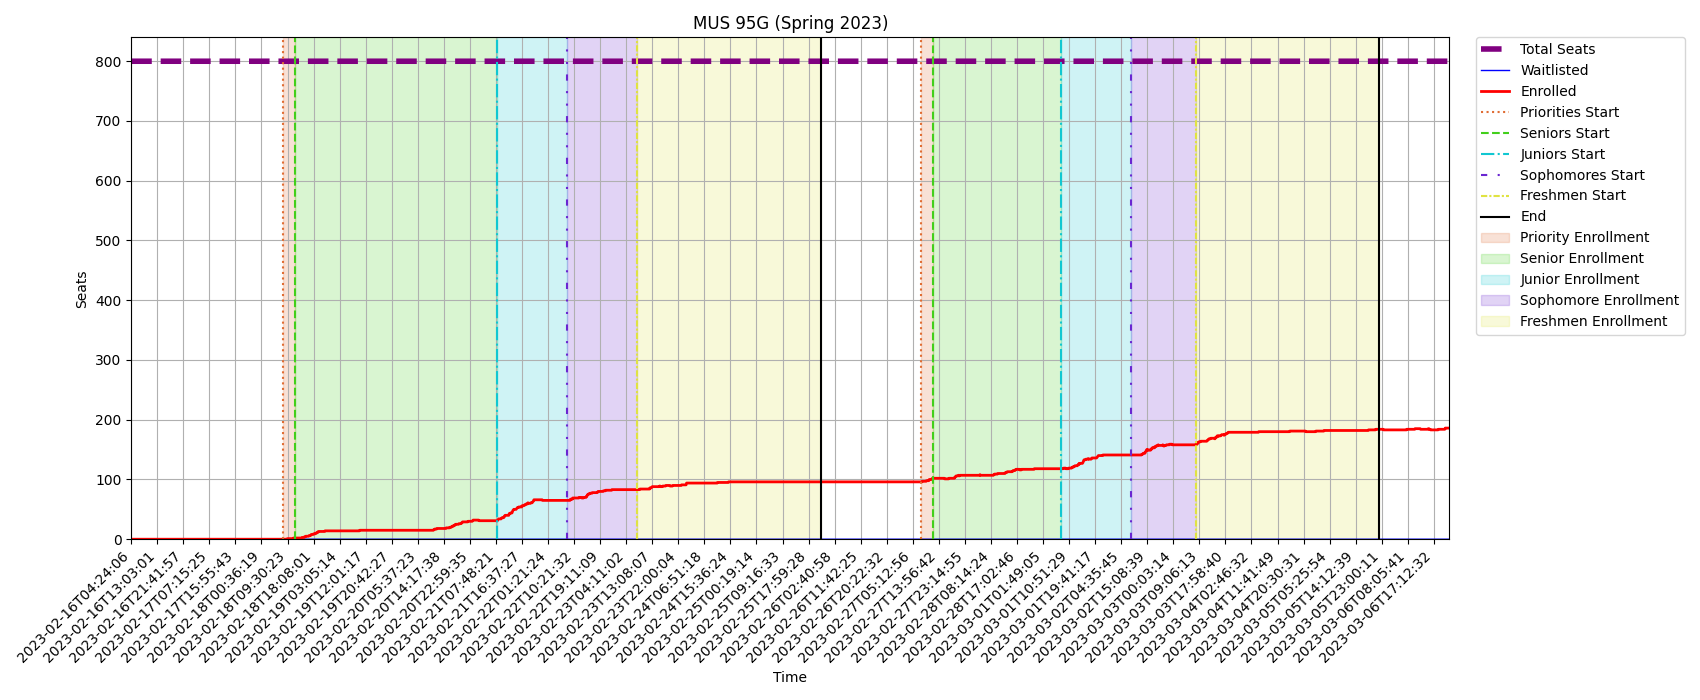 MUS 95G (Spring 2023)
Total Seats
Waitlisted
Enrolled
Priorities Start
Seniors Start
Juniors Start
Sophomores Start
Freshmen Start
End
Priority Enrollment
Senior Enrollment
Junior Enrollment
Sophomore Enrollment
Freshmen Enrollment
Seats
800
700
600
500
400
300
200
100
0
2023-02-16T04:24:06
2023-02-16T13:03:01
2023-02-16T21:41:57
2023-02-17T07:15:25
2023-02-17T15:55:43
2023-02-18T00:36:19
2023-02-18T09:30:23
2023-02-18T18:08:01
2023-02-19T03:05:14
2023-02-19T12:01:17
2023-02-19T20:42:27
2023-02-20T05:37:23
2023-02-20T14:17:38
2023-02-20T22:59:35
2023-02-21T07:48:21
2023-02-21T16:37:27
2023-02-22T01:21:24
2023-02-22T10:21:32
2023-02-22T19:11:09
2023-02-23T04:11:02
2023-02-23T13:08:07
2023-02-23T22:00:04
2023-02-24T06:51:18
2023-02-24T15:36:24
2023-02-25T00:19:14
2023-02-25T09:16:33
2023-02-25T17:59:28
2023-02-26T02:40:58
2023-02-26T11:42:25
2023-02-26T20:22:32
2023-02-27T05:12:56
2023-02-27T13:56:42
2023-02-27T23:14:55
2023-02-28T08:14:24
2023-02-28T17:02:46
2023-03-01T01:49:05
2023-03-01T10:51:29
2023-03-01T19:41:17
2023-03-02T04:35:45
2023-03-02T15:08:39
2023-03-03T00:03:14
2023-03-03T09:06:13
2023-03-03T17:58:40
2023-03-04T02:46:32
2023-03-04T11:41:49
2023-03-04T20:30:31
2023-03-05T05:25:54
2023-03-05T14:12:39
2023-03-05T23:00:11
2023-03-06T08:05:41
2023-03-06T17:12:32
Time